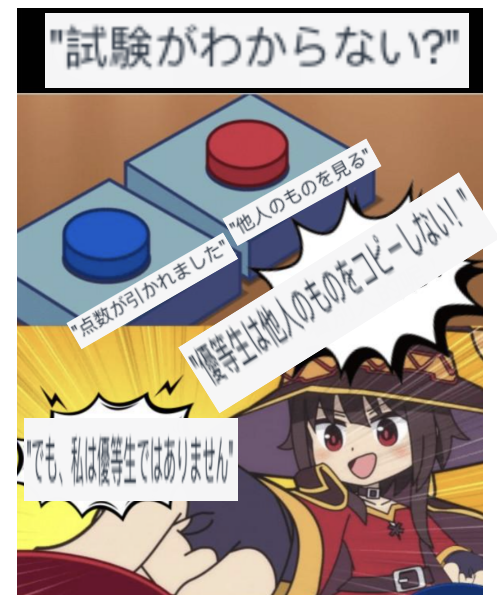 "試験がわからない?"
"他人のものを見る"
"点数が引かれました"
"優等生は他人のものをコピーしない!"
"でも、私は優等生ではありません"